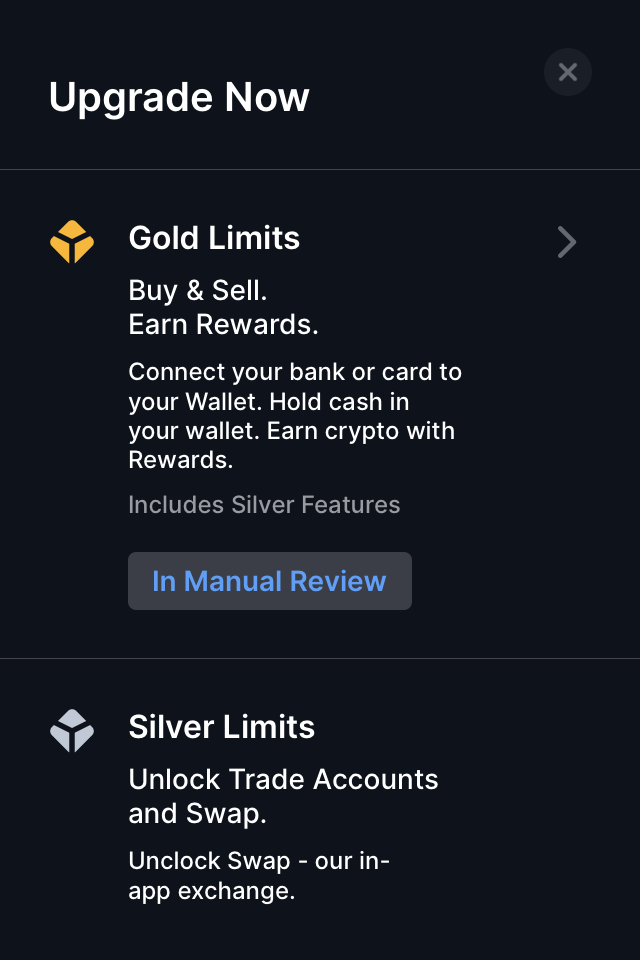 Upgrade Now
Gold Limits
Buy & Sell.
Earn Rewards.
Connect your bank or card to
your Wallet. Hold cash in
your wallet. Earn crypto with
Rewards.
Includes Silver Features
In Manual Review
Silver Limits
Unlock Trade Accounts
and Swap.
Unclock Swap - our in-
app exchange.